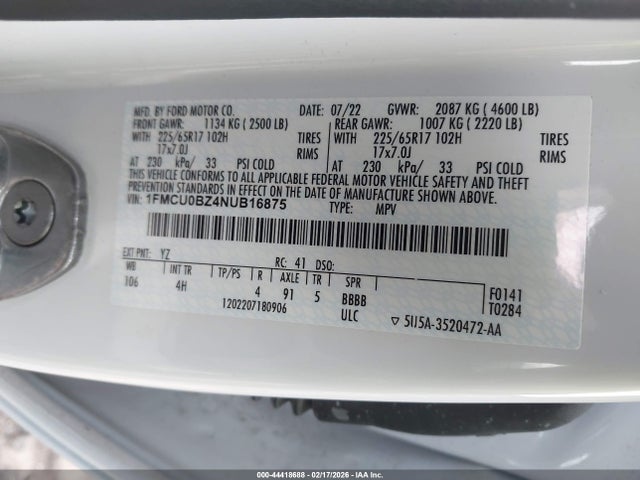 MFD. BY FORD MOTOR CO. DATE: 07/22 GVWR: 2087 KG ( 4600 LB)
FRONT GAWR: 1134 KG ( 2500 LB) REAR GAWR: 1007 KG ( 2220 LB)
WITH 225/65R17 102H TIRES WITH 225/65R17 102H TIRES
17x7.0J RIMS 17x7.0J RIMS
AT 230 kPa/ 33 PSI COLD AT 230 kPa/ 33 PSI COLD
THIS VEHICLE CONFORMS TO ALL APPLICABLE FEDERAL MOTOR VEHICLE SAFETY AND THEFT
PREVENTION STANDARDS IN EFFECT ON THE DATE OF MANUFACTURE SHOWN ABOVE.
VIN: 1FMCU0BZ4NUB16875 TYPE: MPV
EXT PNT: YZ RC: 41 DSO:
WB INT TR TP/PS R AXLE TR SPR F0141
106 4H 4 91 5 BBBB T0284
1202207180906 ULC ▽ 5U5A-3520472-AA
000-44418688 - 02/17/2026 - IAAI.COM